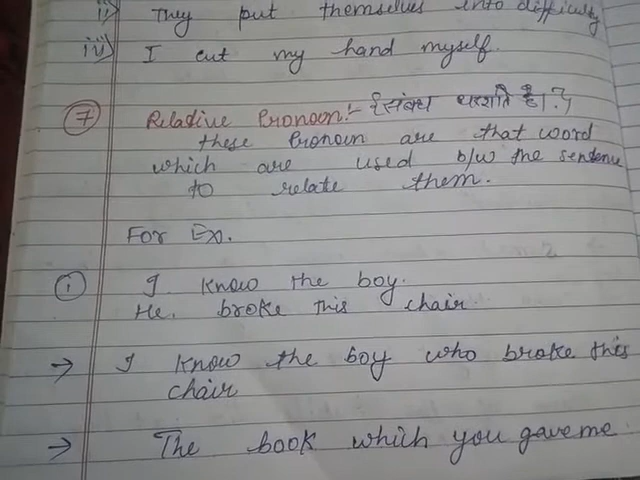 ii) They put themselves into difficulty
iii) I cut my hand myself.
7 Relative Pronoun:- {संबंध दर्शाते है।}
these Pronoun are that word
which are used b/w the sentence
to relate them.
For Ex.
i I know the boy.
He. broke this chair.
→ I know the boy who broke this
chair
→ The book which you gave me